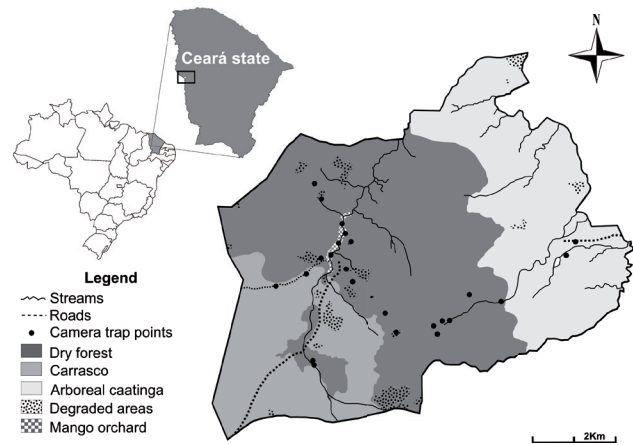 N
Ceará state
Legend
Streams
Roads
Camera trap points
Dry forest
Carrasco
Arboreal caatinga
Degraded areas
Mango orchard
2Km